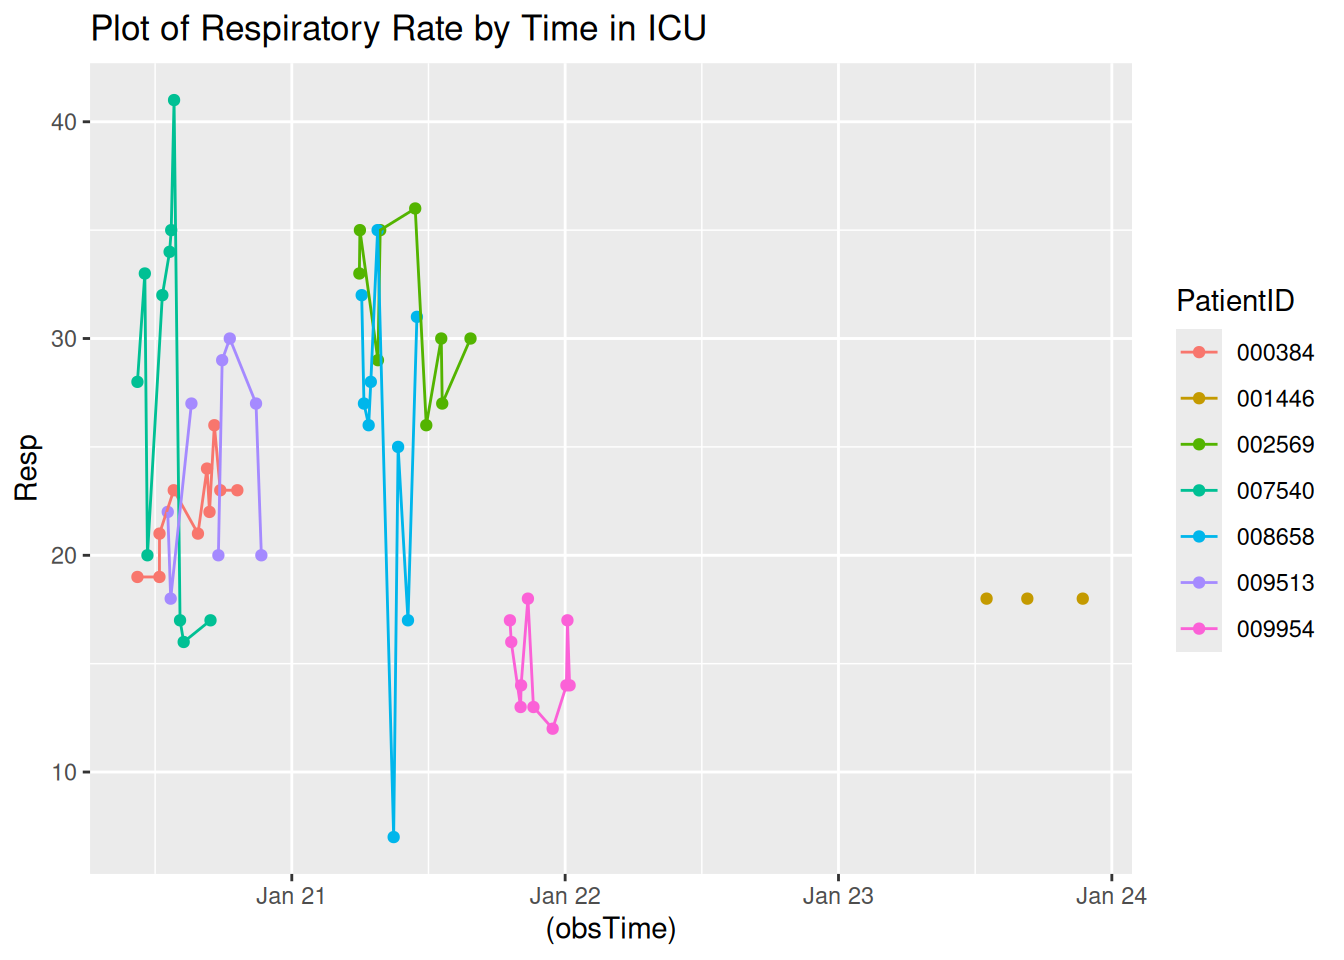 Plot of Respiratory Rate by Time in ICU
Resp
40
30
20
10
Jan 21
Jan 22
Jan 23
Jan 24
(obsTime)
PatientID
000384
001446
002569
007540
008658
009513
009954